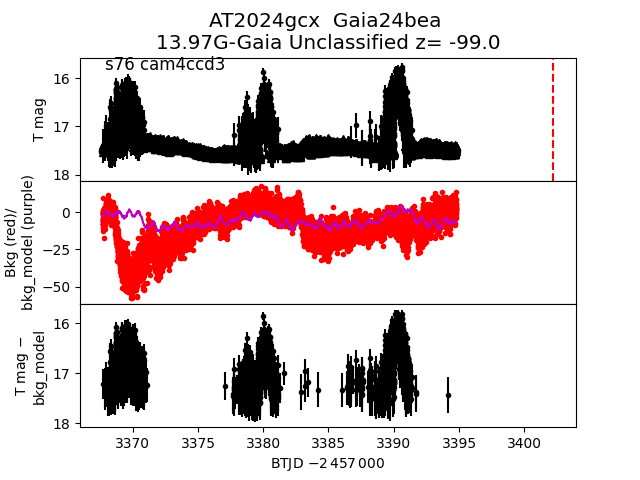 AT2024gcx  Gaia24bea
13.97G-Gaia Unclassified z= -99.0
s76 cam4ccd3
T mag
16
17
18
Bkg (red)/
bkg_model (purple)
0
−25
−50
T mag −
bkg_model
16
17
18
3370 3375 3380 3385 3390 3395 3400
BTJD −2 457 000